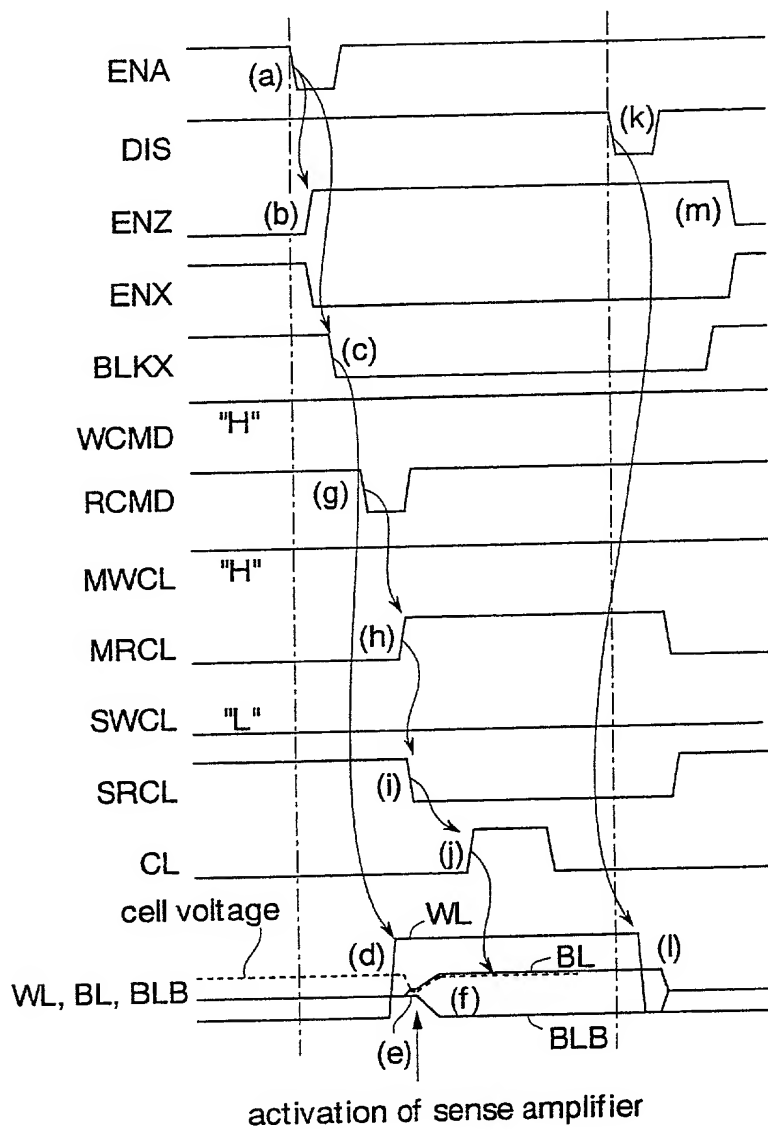 ENA
(a)
DIS
(k)
ENZ
(b)
(m)
ENX
BLKX
(c)
WCMD
"H"
RCMD
(g)
MWCL
"H"
MRCL
(h)
SWCL
"L"
SRCL
(i)
CL
(j)
cell voltage
WL
(d)
BL
(l)
WL, BL, BLB
(f)
(e)
BLB
activation of sense amplifier